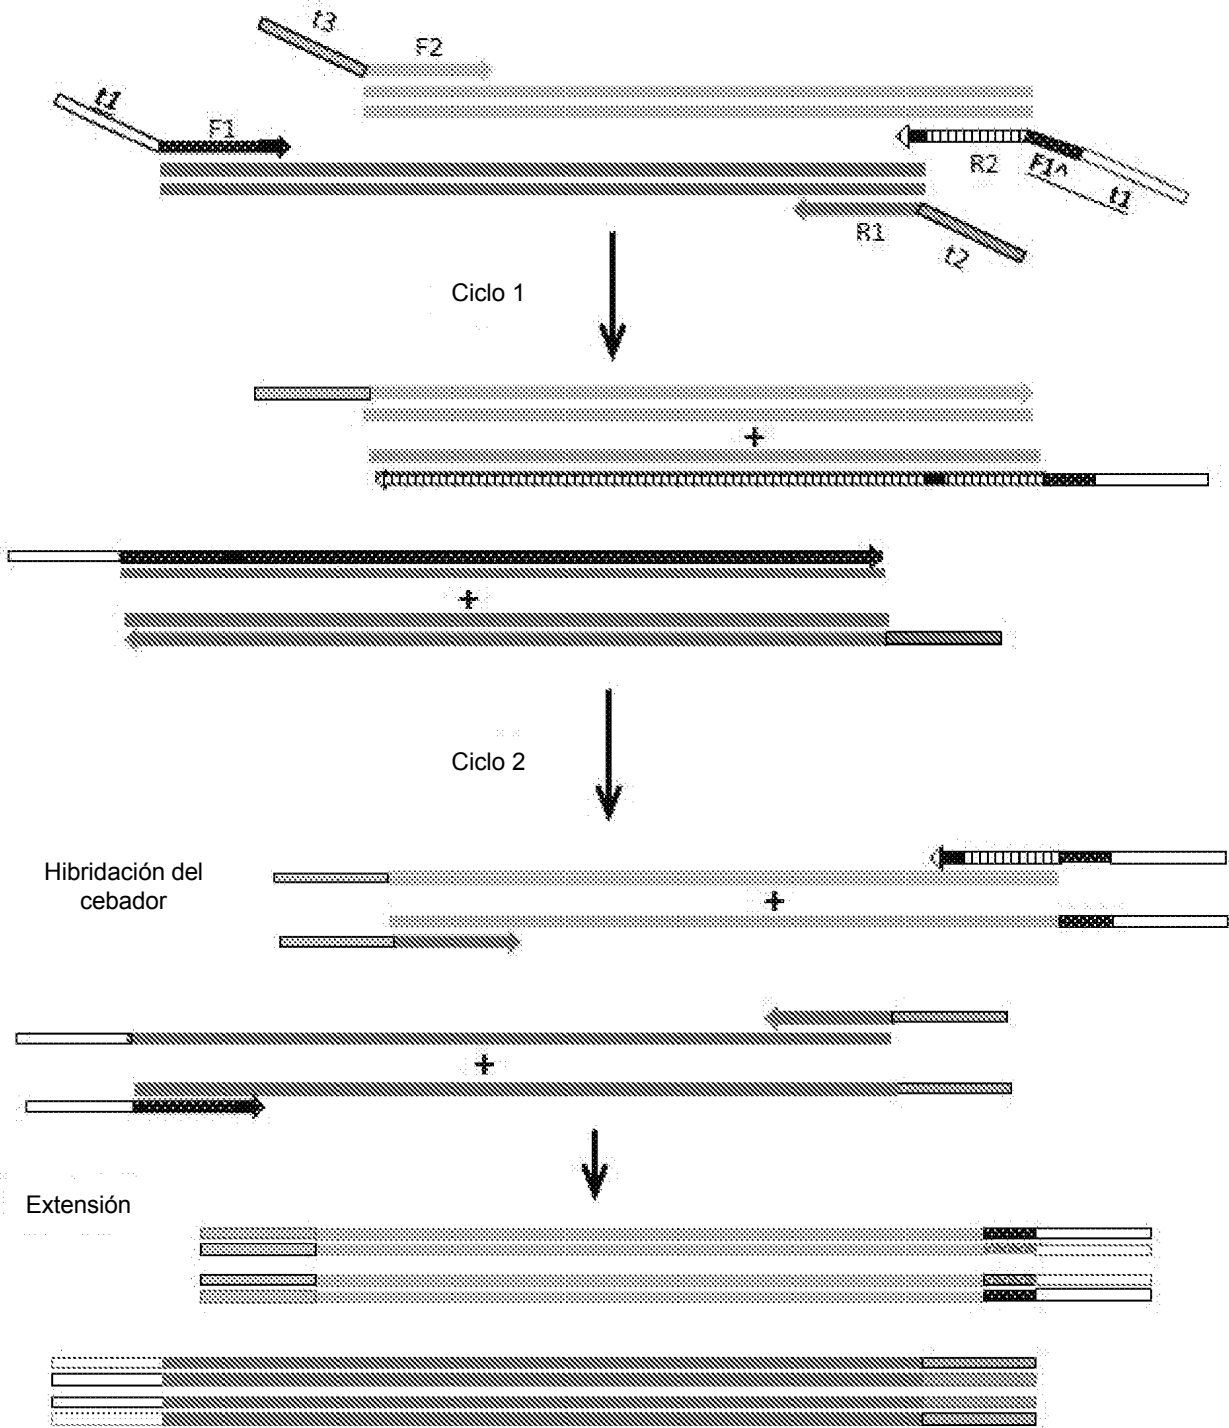 t3
F2
t1
F1
R2
F1^
t1
R1
t2
Ciclo 1
+
+
Ciclo 2
Hibridación del
cebador
+
+
Extensión